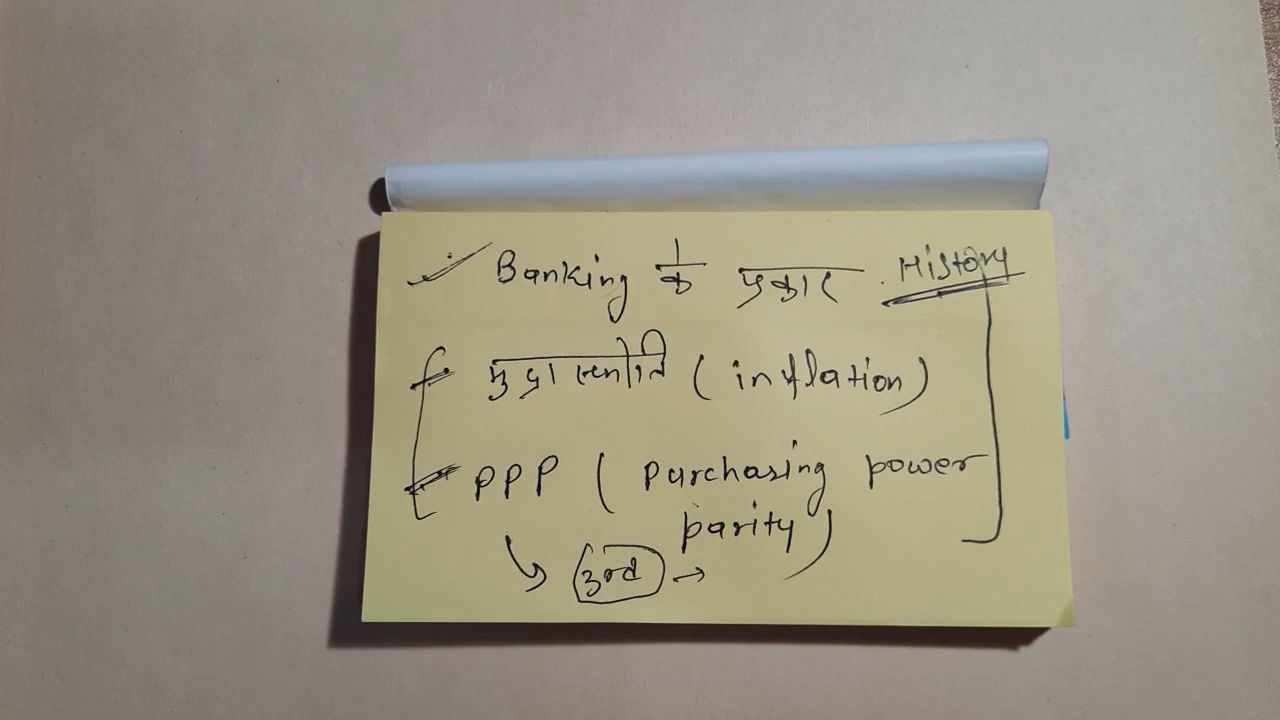 Banking के प्रकार History
मुद्रा स्फीति (inflation)
PPP (Purchasing power
parity)
3rd →